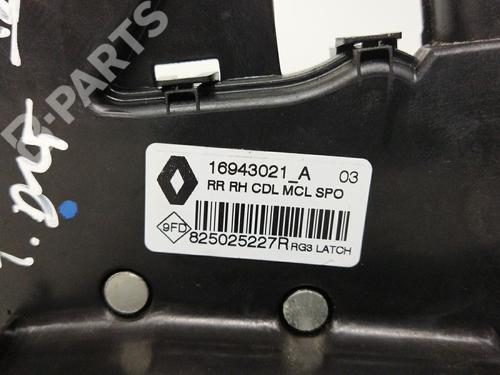 B-PARTS
16943021_A 03
RR RH CDL MCL SPO
9FD
825025227R RG3 LATCH